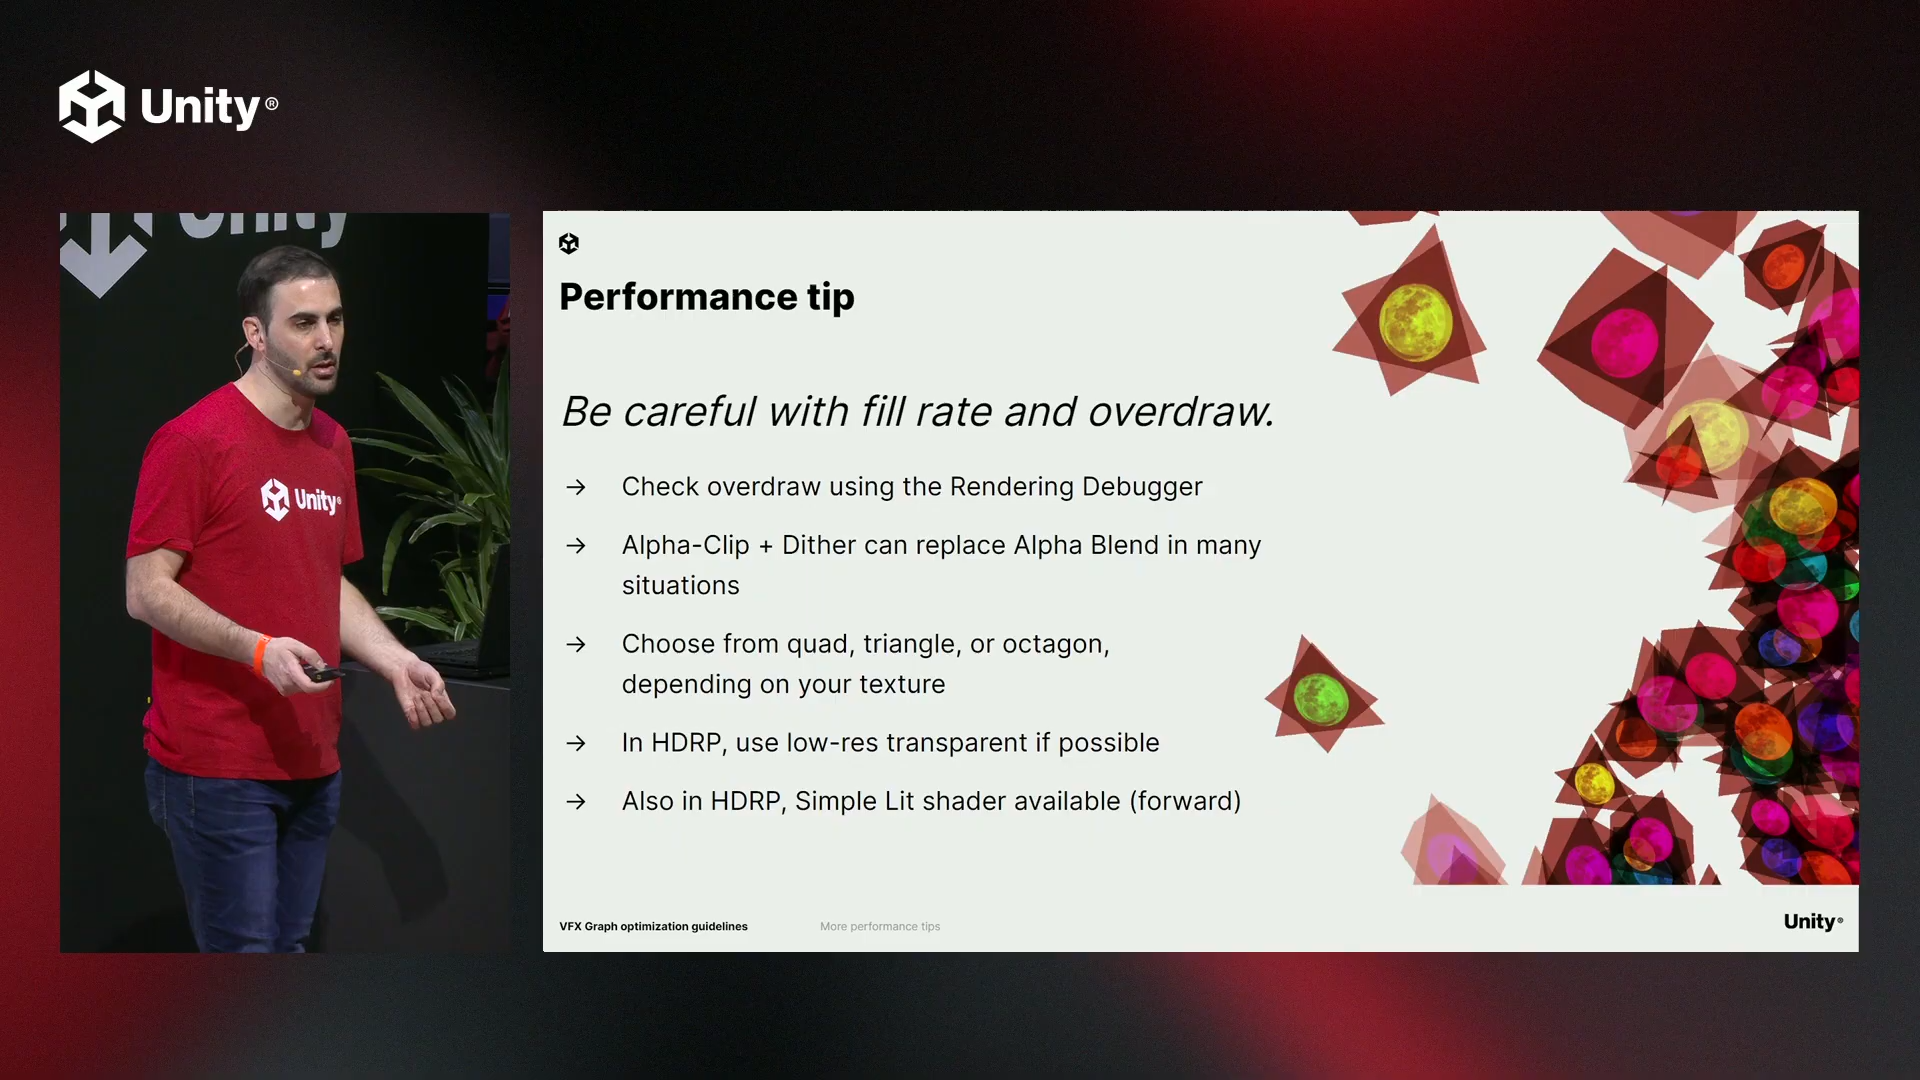 Unity®
Unity
Unity®
Performance tip
Be careful with fill rate and overdraw.
→ Check overdraw using the Rendering Debugger
→ Alpha-Clip + Dither can replace Alpha Blend in many
situations
→ Choose from quad, triangle, or octagon,
depending on your texture
→ In HDRP, use low-res transparent if possible
→ Also in HDRP, Simple Lit shader available (forward)
VFX Graph optimization guidelines
More performance tips
Unity®